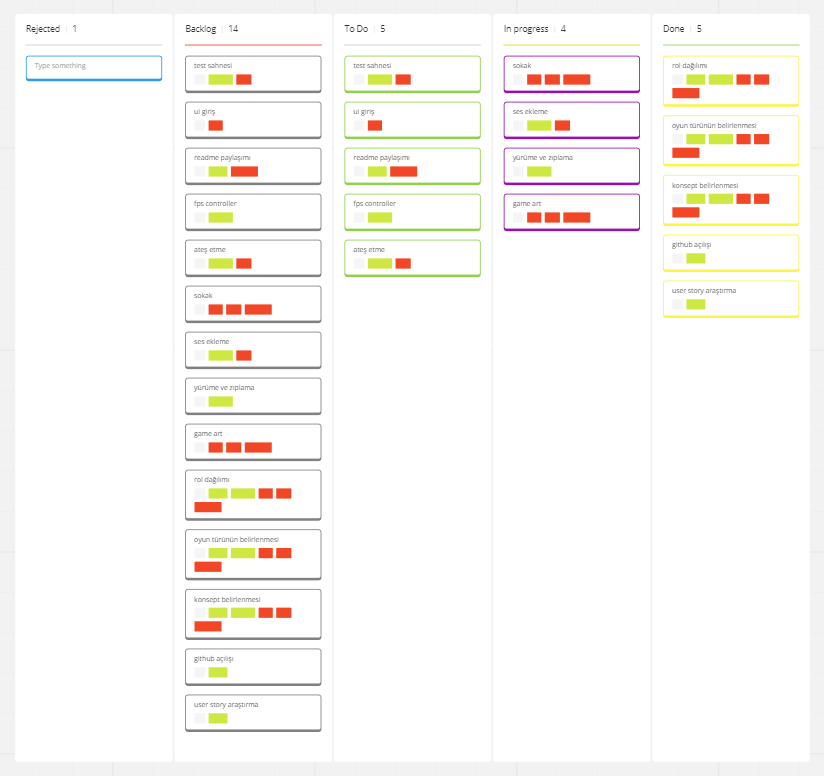 Rejected 1
Type something
Backlog 14
test sahnesi
ui giriş
readme paylaşımı
fps controller
ateş etme
sokak
ses ekleme
yürüme ve zıplama
game art
rol dağılımı
oyun türünün belirlenmesi
konsept belirlenmesi
github açılışı
user story araştırma
To Do 5
test sahnesi
ui giriş
readme paylaşımı
fps controller
ateş etme
In progress 4
sokak
ses ekleme
yürüme ve zıplama
game art
Done 5
rol dağılımı
oyun türünün belirlenmesi
konsept belirlenmesi
github açılışı
user story araştırma